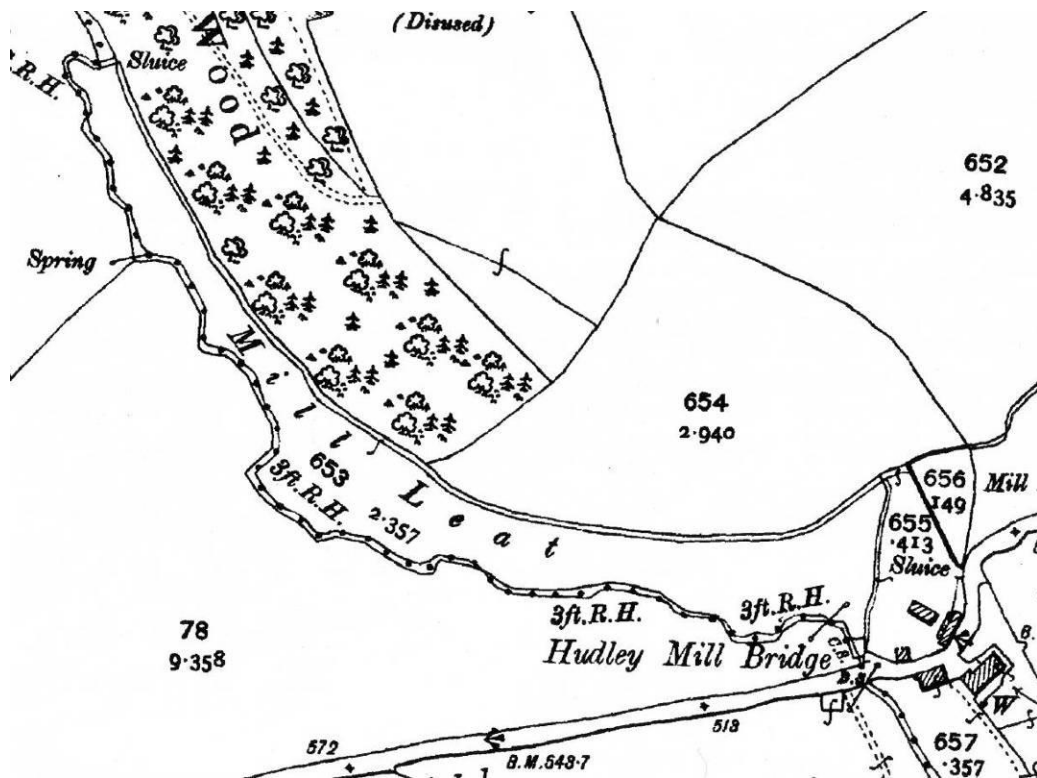 (Disused)
Wood
Sluice
R.H.
652
4·835
Spring
Mill Leat
654
2·940
653
2·357
3ft. R.H.
656
·149
Mill
655
·413
Sluice
3ft. R.H.
3ft. R.H.
78
9·358
Hudley Mill Bridge
C.B.
B.S.
W
513
572
B.M. 543·7
657
·357